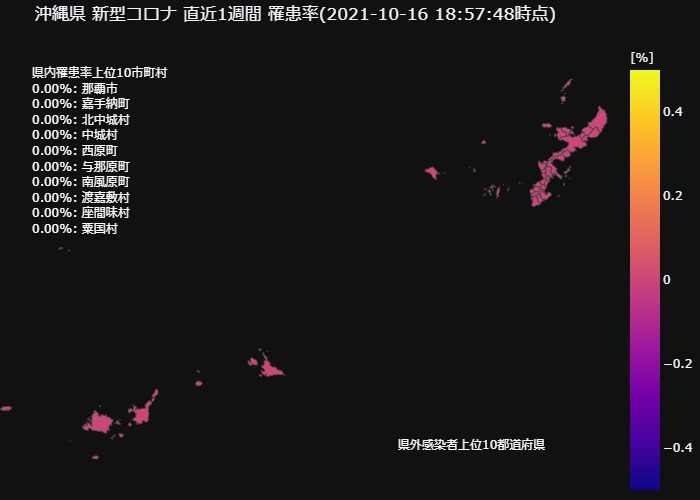 沖縄県 新型コロナ 直近1週間 罹患率(2021-10-16 18:57:48時点)
[%]
県内罹患率上位10市町村
0.00%: 那覇市
0.00%: 嘉手納町
0.00%: 北中城村
0.00%: 中城村
0.00%: 西原町
0.00%: 与那原町
0.00%: 南風原町
0.00%: 渡嘉敷村
0.00%: 座間味村
0.00%: 粟国村
0.4
0.2
0
−0.2
−0.4
県外感染者上位10都道府県